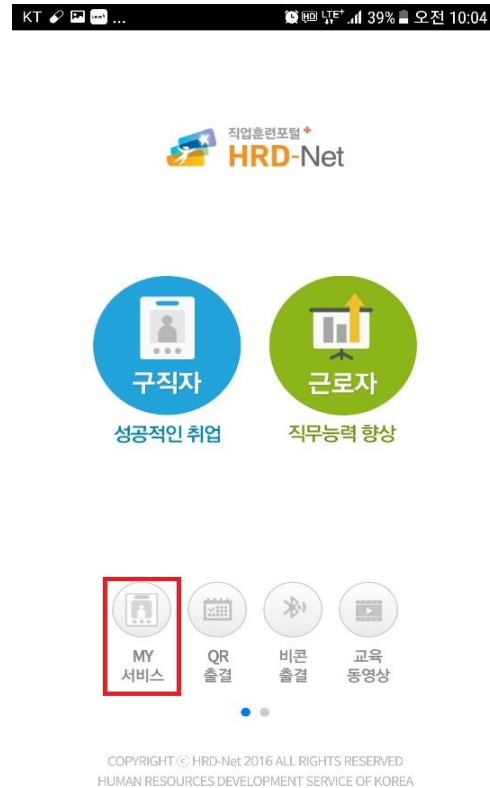 KT ... HD LTE+ 39% 오전 10:04
직업훈련포털+
HRD-Net
구직자 근로자
성공적인 취업 직무능력 향상
MY QR 비콘 교육
서비스 출결 출결 동영상
COPYRIGHT ⓒ HRD-Net 2016 ALL RIGHTS RESERVED
HUMAN RESOURCES DEVELOPMENT SERVICE OF KOREA